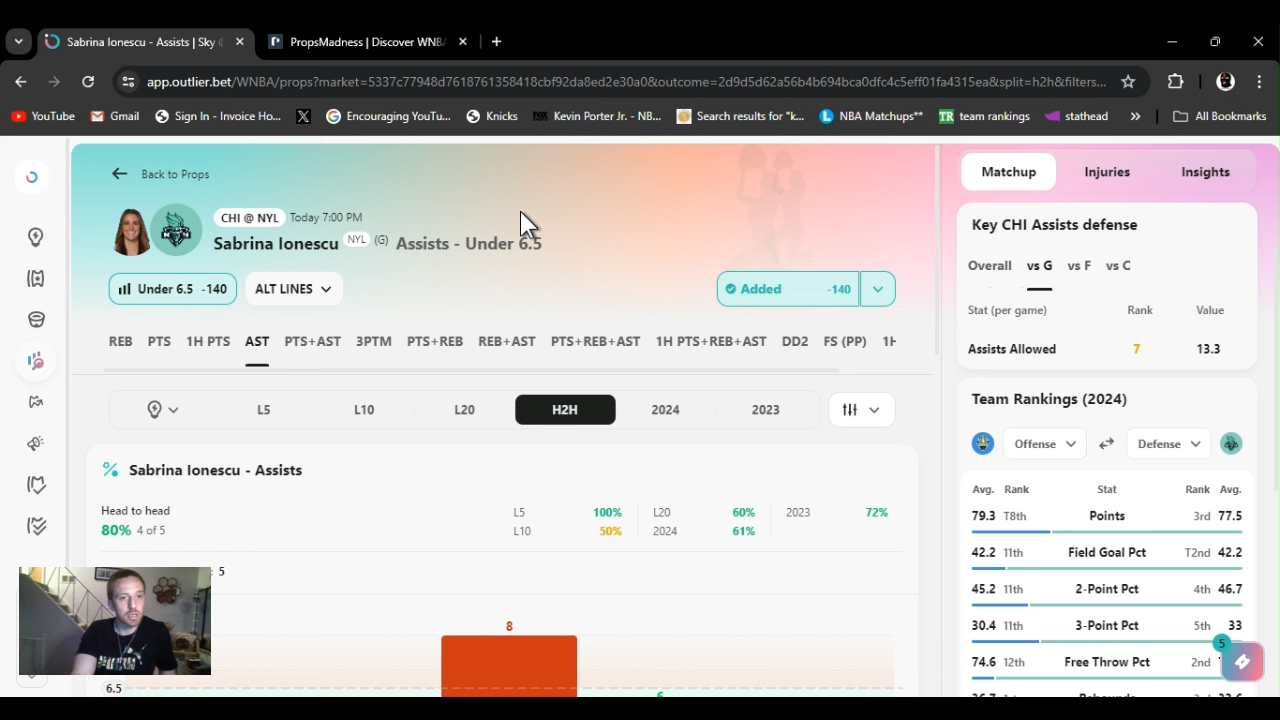 Sabrina Ionescu - Assists | Sky (
PropsMadness | Discover WNB
app.outlier.bet/WNBA/props?market=5337c77948d7618761358418cbf92da8ed2e30a0&outcome=2d9d5d62a56b4b694bca0dfc4c5eff01fa4315ea&split=h2h&filters...
YouTube Gmail Sign In - Invoice Ho... X Encouraging YouTu... Knicks Kevin Porter Jr. - NB... Search results for "k... NBA Matchups** team rankings stathead » All Bookmarks
Back to Props
CHI @ NYL Today 7:00 PM
Sabrina Ionescu NYL (G) Assists - Under 6.5
Under 6.5 -140 ALT LINES Added -140
REB PTS 1H PTS AST PTS+AST 3PTM PTS+REB REB+AST PTS+REB+AST 1H PTS+REB+AST DD2 FS (PP) 1H
L5 L10 L20 H2H 2024 2023
Sabrina Ionescu - Assists
Head to head
80% 4 of 5
L5 100% L20 60% 2023 72%
L10 50% 2024 61%
: 5
8
6.5
Matchup Injuries Insights
Key CHI Assists defense
Overall vs G vs F vs C
Stat (per game) Rank Value
Assists Allowed 7 13.3
Team Rankings (2024)
Offense Defense
Avg. Rank Stat Rank Avg.
79.3 T8th Points 3rd 77.5
42.2 11th Field Goal Pct T2nd 42.2
45.2 11th 2-Point Pct 4th 46.7
30.4 11th 3-Point Pct 5th 33
74.6 12th Free Throw Pct 2nd
5